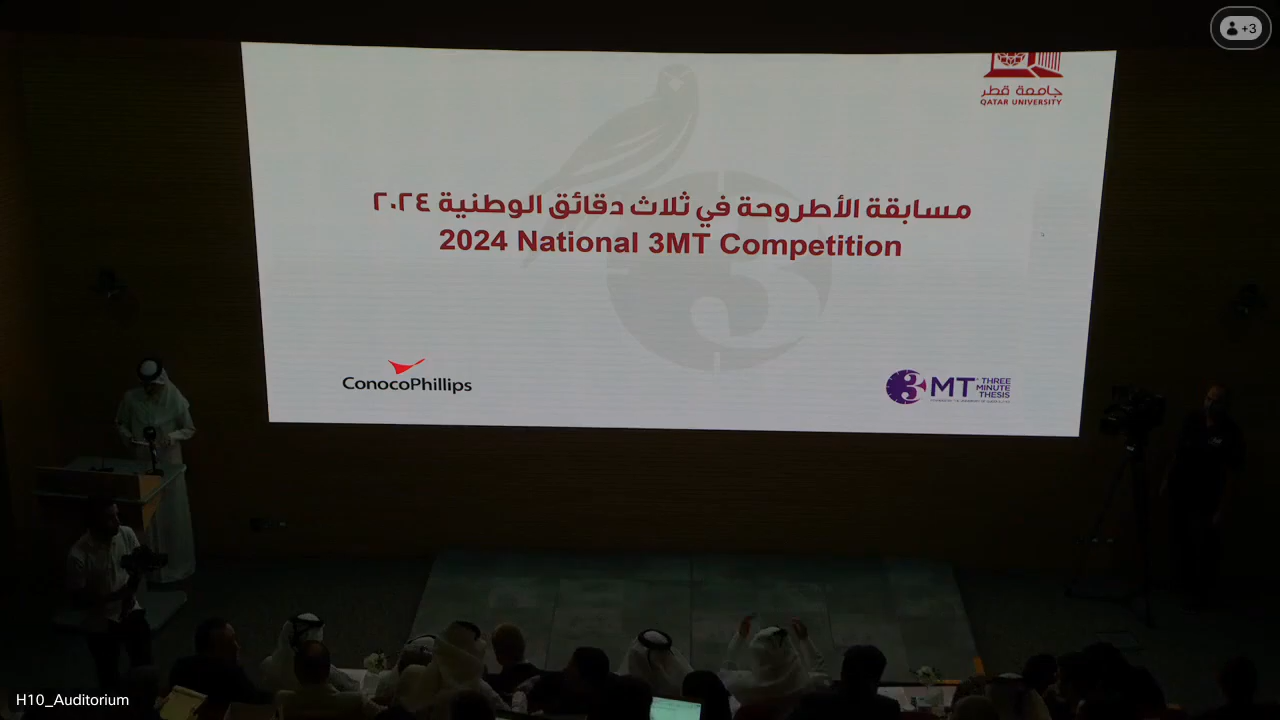 +3
جامعة قطر
QATAR UNIVERSITY
مسابقة الأطروحة في ثلاث دقائق الوطنية ٢٠٢٤
2024 National 3MT Competition
ConocoPhillips
3MT THREE
MINUTE
THESIS
H10_Auditorium